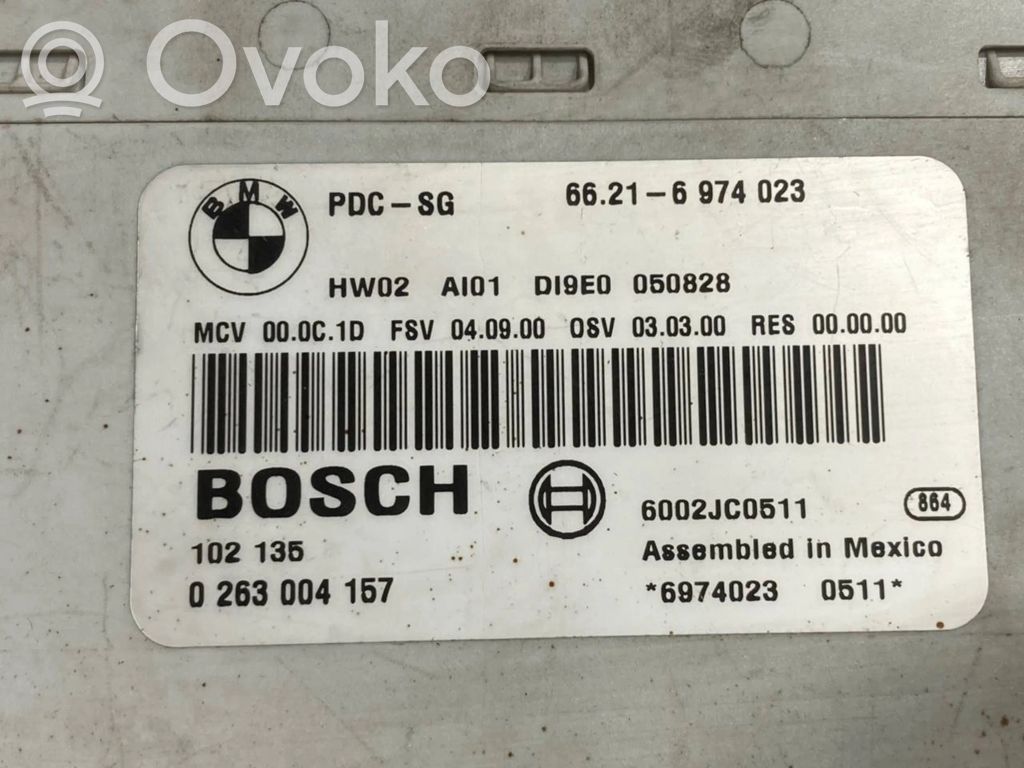 Ovoko
BMW
PDC-SG 66.21-6 974 023
HW02 AI01 DI9E0 050828
MCV 00.0C.1D FSV 04.09.00 OSV 03.03.00 RES 00.00.00
BOSCH
6002JC0511 864
102 135 Assembled in Mexico
0 263 004 157 *6974023 0511*